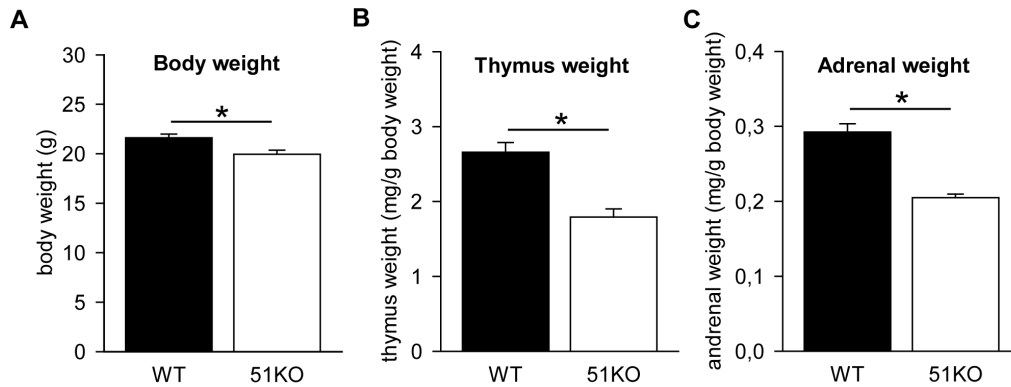 A
Body weight
*
30
25
20
15
10
5
0
body weight (g)
WT 51KO
B
Thymus weight
*
4
3
2
1
0
thymus weight (mg/g body weight)
WT 51KO
C
Adrenal weight
*
0,4
0,3
0,2
0,1
0,0
andrenal weight (mg/g body weight)
WT 51KO